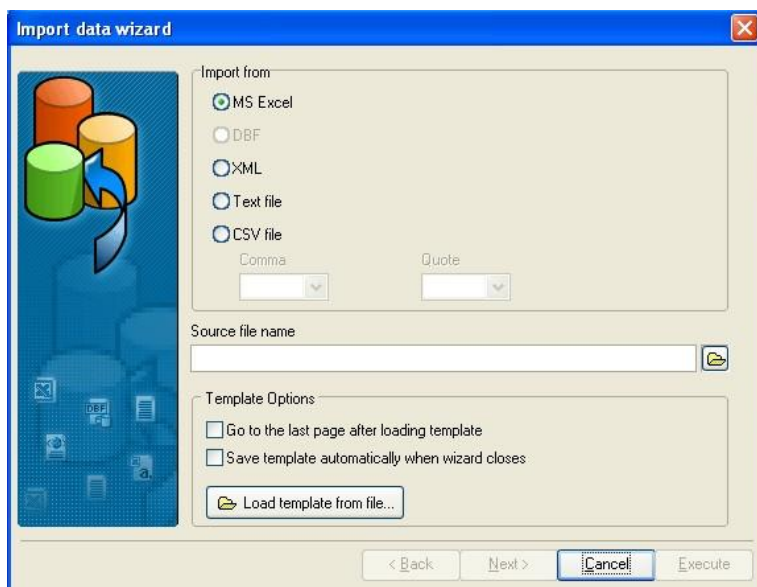 Import data wizard
Import from
MS Excel
DBF
XML
Text file
CSV file
Comma Quote
Source file name
Template Options
Go to the last page after loading template
Save template automatically when wizard closes
Load template from file...
< Back Next > Cancel Execute
DBF
a.